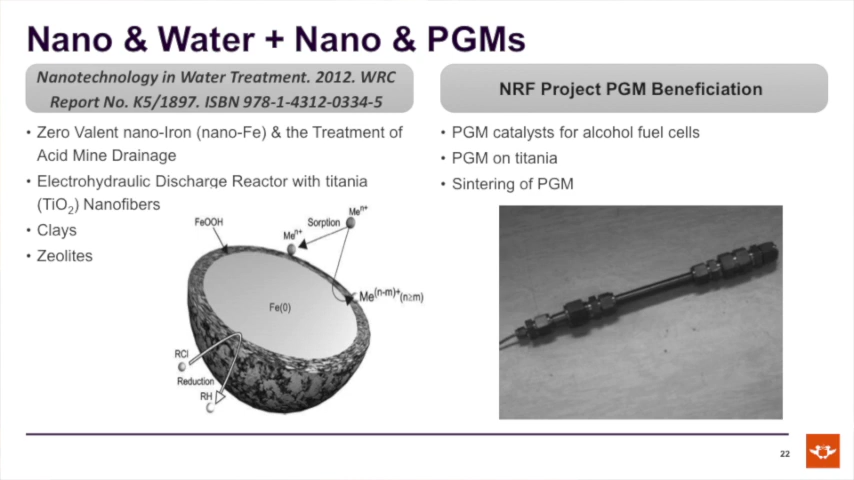 Nano & Water + Nano & PGMs
Nanotechnology in Water Treatment. 2012. WRC
Report No. K5/1897. ISBN 978-1-4312-0334-5
• Zero Valent nano-Iron (nano-Fe) & the Treatment of
Acid Mine Drainage
• Electrohydraulic Discharge Reactor with titania
(TiO₂) Nanofibers
• Clays
• Zeolites
FeOOH
Sorption
Meⁿ⁺
Meⁿ⁺
Me⁽ⁿ⁻ᵐ⁾⁺(n≥m)
Fe(0)
RCl
Reduction
RH
NRF Project PGM Beneficiation
• PGM catalysts for alcohol fuel cells
• PGM on titania
• Sintering of PGM
22